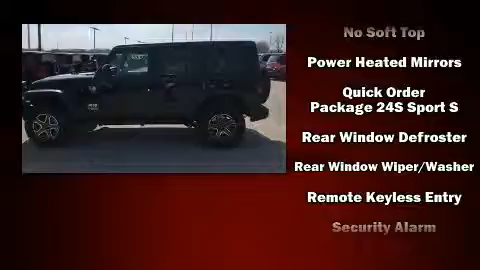 No Soft Top
Power Heated Mirrors
Quick Order
Package 24S Sport S
Rear Window Defroster
Rear Window Wiper/Washer
Remote Keyless Entry
Security Alarm